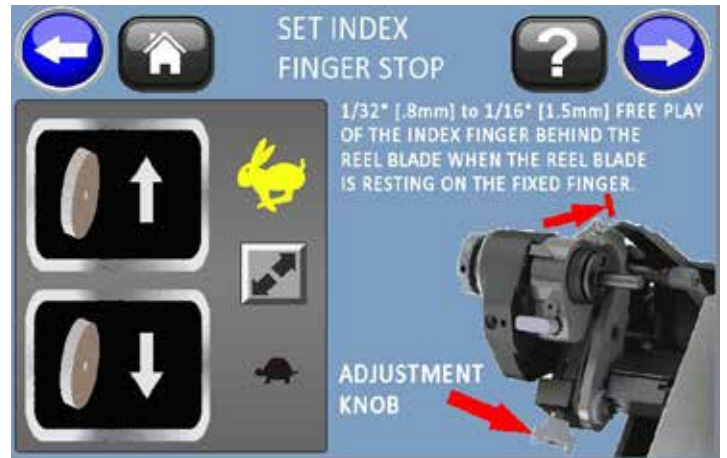 SET INDEX
FINGER STOP
?
1/32" [.8mm] to 1/16" [1.5mm] FREE PLAY
OF THE INDEX FINGER BEHIND THE
REEL BLADE WHEN THE REEL BLADE
IS RESTING ON THE FIXED FINGER.
ADJUSTMENT
KNOB